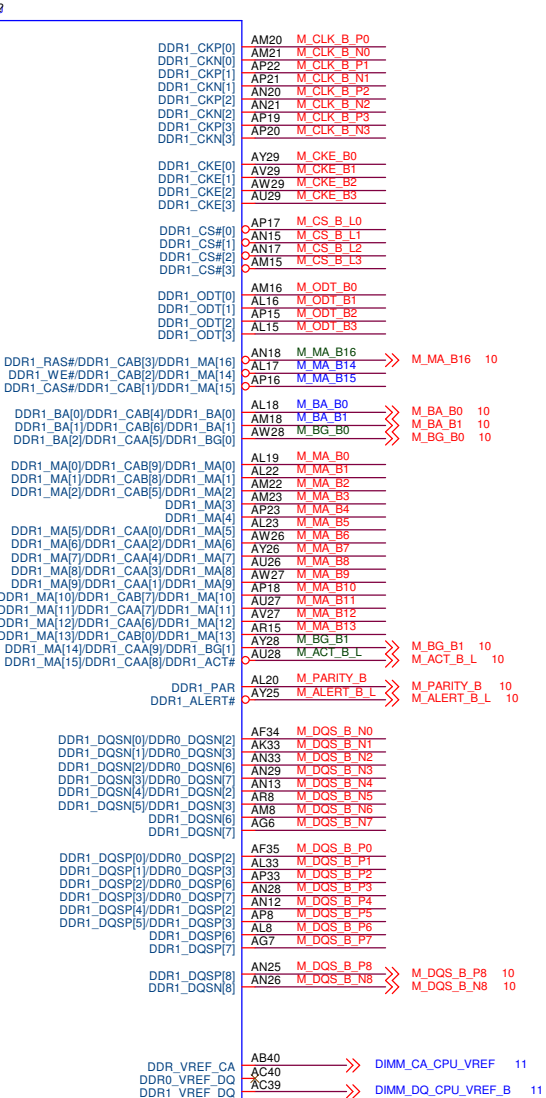 DDR1_CKP[0] AM20 M_CLK_B_P0
DDR1_CKN[0] AM21 M_CLK_B_N0
DDR1_CKP[1] AP22 M_CLK_B_P1
DDR1_CKN[1] AP21 M_CLK_B_N1
DDR1_CKP[2] AN20 M_CLK_B_P2
DDR1_CKN[2] AN21 M_CLK_B_N2
DDR1_CKP[3] AP19 M_CLK_B_P3
DDR1_CKN[3] AP20 M_CLK_B_N3
DDR1_CKE[0] AY29 M_CKE_B0
DDR1_CKE[1] AV29 M_CKE_B1
DDR1_CKE[2] AW29 M_CKE_B2
DDR1_CKE[3] AU29 M_CKE_B3
DDR1_CS#[0] AP17 M_CS_B_L0
DDR1_CS#[1] AN15 M_CS_B_L1
DDR1_CS#[2] AN17 M_CS_B_L2
DDR1_CS#[3] AM15 M_CS_B_L3
DDR1_ODT[0] AM16 M_ODT_B0
DDR1_ODT[1] AL16 M_ODT_B1
DDR1_ODT[2] AP15 M_ODT_B2
DDR1_ODT[3] AL15 M_ODT_B3
DDR1_RAS#/DDR1_CAB[3]/DDR1_MA[16] AN18 M_MA_B16 M_MA_B16 10
DDR1_WE#/DDR1_CAB[2]/DDR1_MA[14] AL17 M_MA_B14
DDR1_CAS#/DDR1_CAB[1]/DDR1_MA[15] AP16 M_MA_B15
DDR1_BA[0]/DDR1_CAB[4]/DDR1_BA[0] AL18 M_BA_B0 M_BA_B0 10
DDR1_BA[1]/DDR1_CAB[6]/DDR1_BA[1] AM18 M_BA_B1 M_BA_B1 10
DDR1_BA[2]/DDR1_CAA[5]/DDR1_BG[0] AW28 M_BG_B0 M_BG_B0 10
DDR1_MA[0]/DDR1_CAB[9]/DDR1_MA[0] AL19 M_MA_B0
DDR1_MA[1]/DDR1_CAB[8]/DDR1_MA[1] AL22 M_MA_B1
DDR1_MA[2]/DDR1_CAB[5]/DDR1_MA[2] AM22 M_MA_B2
DDR1_MA[3] AM23 M_MA_B3
DDR1_MA[4] AP23 M_MA_B4
DDR1_MA[5]/DDR1_CAA[0]/DDR1_MA[5] AL23 M_MA_B5
DDR1_MA[6]/DDR1_CAA[2]/DDR1_MA[6] AW26 M_MA_B6
DDR1_MA[7]/DDR1_CAA[4]/DDR1_MA[7] AY26 M_MA_B7
DDR1_MA[8]/DDR1_CAA[3]/DDR1_MA[8] AU26 M_MA_B8
DDR1_MA[9]/DDR1_CAA[1]/DDR1_MA[9] AW27 M_MA_B9
DDR1_MA[10]/DDR1_CAB[7]/DDR1_MA[10] AP18 M_MA_B10
DDR1_MA[11]/DDR1_CAA[7]/DDR1_MA[11] AU27 M_MA_B11
DDR1_MA[12]/DDR1_CAA[6]/DDR1_MA[12] AV27 M_MA_B12
DDR1_MA[13]/DDR1_CAB[0]/DDR1_MA[13] AR15 M_MA_B13
DDR1_MA[14]/DDR1_CAA[9]/DDR1_BG[1] AY28 M_BG_B1 M_BG_B1 10
DDR1_MA[15]/DDR1_CAA[8]/DDR1_ACT# AU28 M_ACT_B_L M_ACT_B_L 10
DDR1_PAR AL20 M_PARITY_B M_PARITY_B 10
DDR1_ALERT# AY25 M_ALERT_B_L M_ALERT_B_L 10
DDR1_DQSN[0]/DDR0_DQSN[2] AF34 M_DQS_B_N0
DDR1_DQSN[1]/DDR0_DQSN[3] AK33 M_DQS_B_N1
DDR1_DQSN[2]/DDR0_DQSN[6] AN33 M_DQS_B_N2
DDR1_DQSN[3]/DDR0_DQSN[7] AN29 M_DQS_B_N3
DDR1_DQSN[4]/DDR1_DQSN[2] AN13 M_DQS_B_N4
DDR1_DQSN[5]/DDR1_DQSN[3] AR8 M_DQS_B_N5
DDR1_DQSN[6] AM8 M_DQS_B_N6
DDR1_DQSN[7] AG6 M_DQS_B_N7
DDR1_DQSP[0]/DDR0_DQSP[2] AF35 M_DQS_B_P0
DDR1_DQSP[1]/DDR0_DQSP[3] AL33 M_DQS_B_P1
DDR1_DQSP[2]/DDR0_DQSP[6] AP33 M_DQS_B_P2
DDR1_DQSP[3]/DDR0_DQSP[7] AN28 M_DQS_B_P3
DDR1_DQSP[4]/DDR1_DQSP[2] AN12 M_DQS_B_P4
DDR1_DQSP[5]/DDR1_DQSP[3] AP8 M_DQS_B_P5
DDR1_DQSP[6] AL8 M_DQS_B_P6
DDR1_DQSP[7] AG7 M_DQS_B_P7
DDR1_DQSP[8] AN25 M_DQS_B_P8 M_DQS_B_P8 10
DDR1_DQSN[8] AN26 M_DQS_B_N8 M_DQS_B_N8 10
DDR_VREF_CA AB40 DIMM_CA_CPU_VREF 11
DDR0_VREF_DQ AC40
DDR1_VREF_DQ AC39 DIMM_DQ_CPU_VREF_B 11